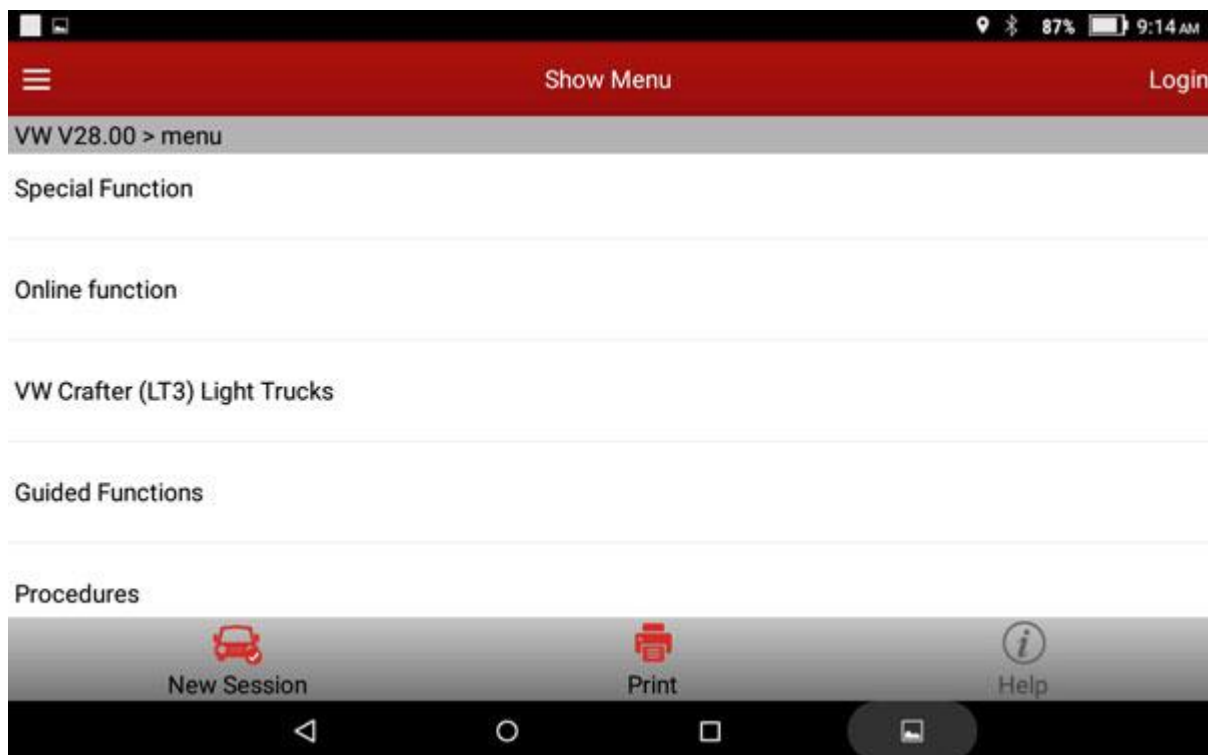 87% 9:14 AM
Show Menu
Login
VW V28.00 > menu
Special Function
Online function
VW Crafter (LT3) Light Trucks
Guided Functions
Procedures
New Session
Print
Help